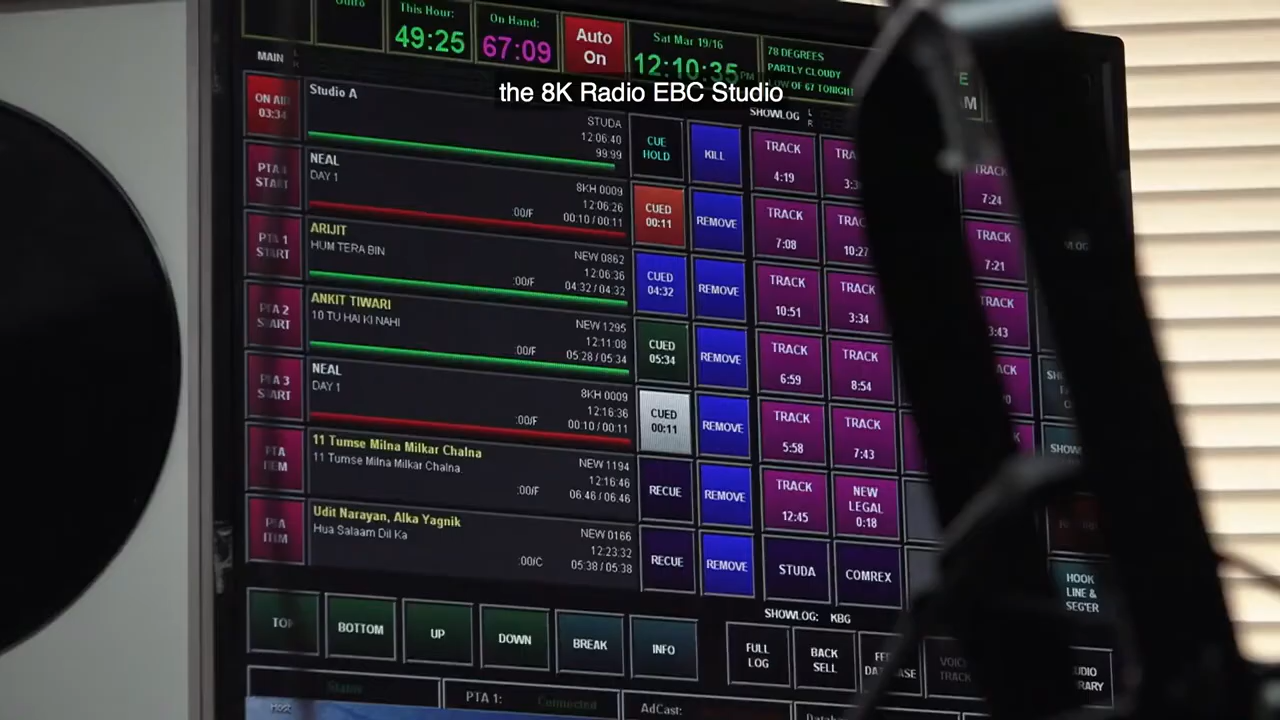 This Hour:
49:25
On Hand:
67:09
Auto
On
Sat Mar 19/16
12:10:35 PM
78 DEGREES
PARTLY CLOUDY
LOW OF 67 TONIGHT
MAIN
L
R
the 8K Radio EBC Studio
SHOWLOG
L
R
ON AIR
03:34
Studio A
STUDA
12:06:40
99:99
CUE
HOLD
KILL
TRACK
4:19
TRACK
7:24
START
NEAL
DAY 1
8KH 0009
12:06:26
:00/F
00:10 / 00:11
CUED
00:11
REMOVE
TRACK
7:08
10:27
TRACK
7:21
PTA 1
START
ARIJIT
HUM TERA BIN
NEW 0862
12:06:36
:00/F
04:32 / 04:32
CUED
04:32
REMOVE
TRACK
10:51
TRACK
3:34
TRACK
3:43
PTA 2
START
ANKIT TIWARI
10 TU HAI KI NAHI
NEW 1295
12:11:08
:00/F
05:28 / 05:34
CUED
05:34
REMOVE
TRACK
6:59
TRACK
8:54
PTA 3
START
NEAL
DAY 1
8KH 0009
12:16:36
:00/F
00:10 / 00:11
CUED
00:11
REMOVE
TRACK
5:58
TRACK
7:43
PTA
ITEM
11 Tumse Milna Milkar Chalna
11 Tumse Milna Milkar Chalna
NEW 1194
12:16:46
:00/F
06:46 / 06:46
RECUE
REMOVE
TRACK
12:45
NEW
LEGAL
0:18
PTA
ITEM
Udit Narayan, Alka Yagnik
Hua Salaam Dil Ka
NEW 0166
12:23:32
:00/C
05:38 / 05:38
RECUE
REMOVE
STUDA
COMREX
HOOK
LINE &
SEG'ER
TOP
BOTTOM
UP
DOWN
BREAK
INFO
SHOWLOG: KBG
FULL
LOG
BACK
SELL
VOICE
TRACK
Status
PTA 1: Connected
AdCast: